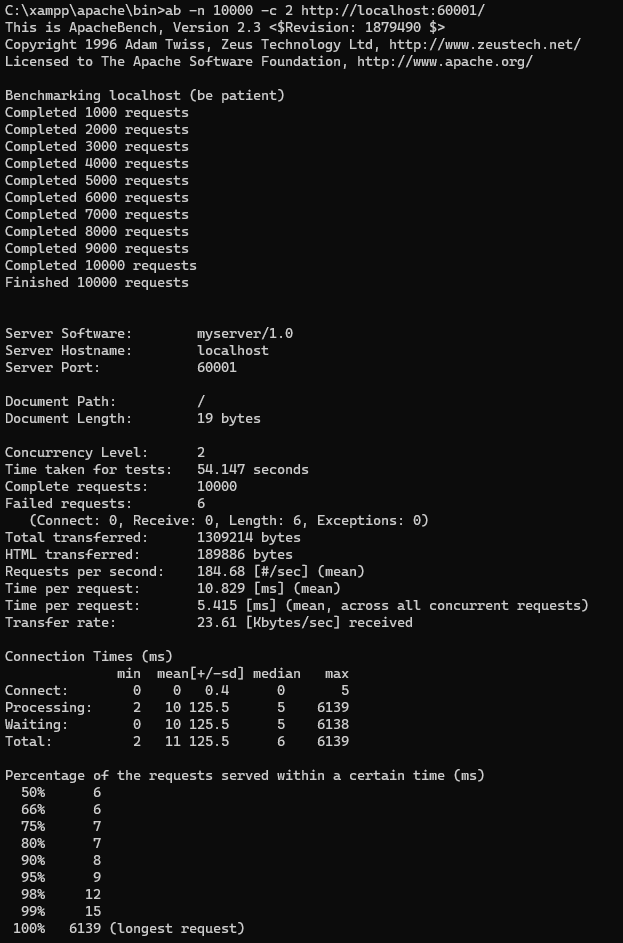 C:\xampp\apache\bin>ab -n 10000 -c 2 http://localhost:60001/
This is ApacheBench, Version 2.3 <$Revision: 1879490 $>
Copyright 1996 Adam Twiss, Zeus Technology Ltd, http://www.zeustech.net/
Licensed to The Apache Software Foundation, http://www.apache.org/
Benchmarking localhost (be patient)
Completed 1000 requests
Completed 2000 requests
Completed 3000 requests
Completed 4000 requests
Completed 5000 requests
Completed 6000 requests
Completed 7000 requests
Completed 8000 requests
Completed 9000 requests
Completed 10000 requests
Finished 10000 requests
Server Software:        myserver/1.0
Server Hostname:        localhost
Server Port:            60001
Document Path:          /
Document Length:        19 bytes
Concurrency Level:      2
Time taken for tests:   54.147 seconds
Complete requests:      10000
Failed requests:        6
   (Connect: 0, Receive: 0, Length: 6, Exceptions: 0)
Total transferred:      1309214 bytes
HTML transferred:       189886 bytes
Requests per second:    184.68 [#/sec] (mean)
Time per request:       10.829 [ms] (mean)
Time per request:       5.415 [ms] (mean, across all concurrent requests)
Transfer rate:          23.61 [Kbytes/sec] received
Connection Times (ms)
              min  mean[+/-sd] median   max
Connect:        0    0   0.4      0       5
Processing:     2   10 125.5      5    6139
Waiting:        0   10 125.5      5    6138
Total:          2   11 125.5      6    6139
Percentage of the requests served within a certain time (ms)
  50%      6
  66%      6
  75%      7
  80%      7
  90%      8
  95%      9
  98%     12
  99%     15
 100%   6139 (longest request)